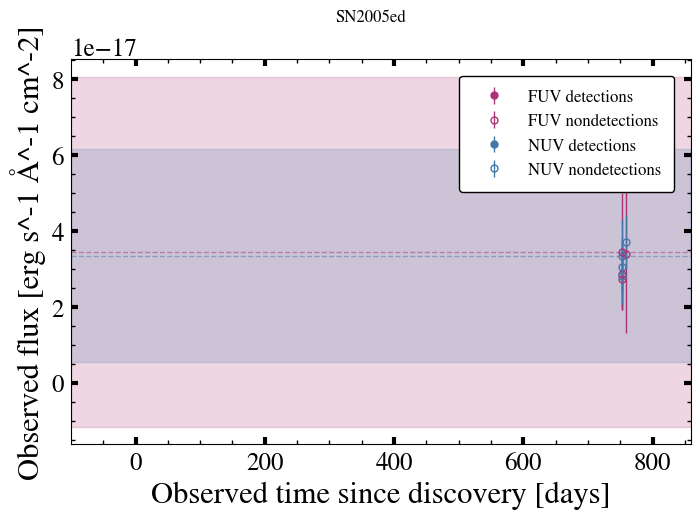 SN2005ed
1e−17
8
6
4
2
0
0 200 400 600 800
Observed flux [erg s^-1 Å^-1 cm^-2]
Observed time since discovery [days]
FUV detections
FUV nondetections
NUV detections
NUV nondetections